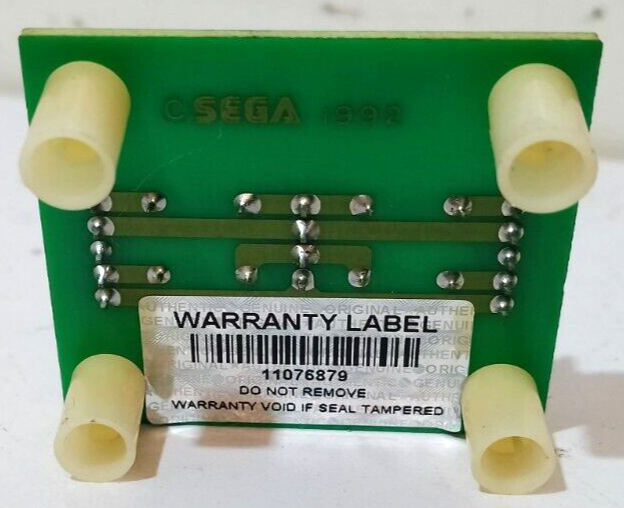 C SEGA 1992
WARRANTY LABEL
11076879
DO NOT REMOVE
WARRANTY VOID IF SEAL TAMPERED